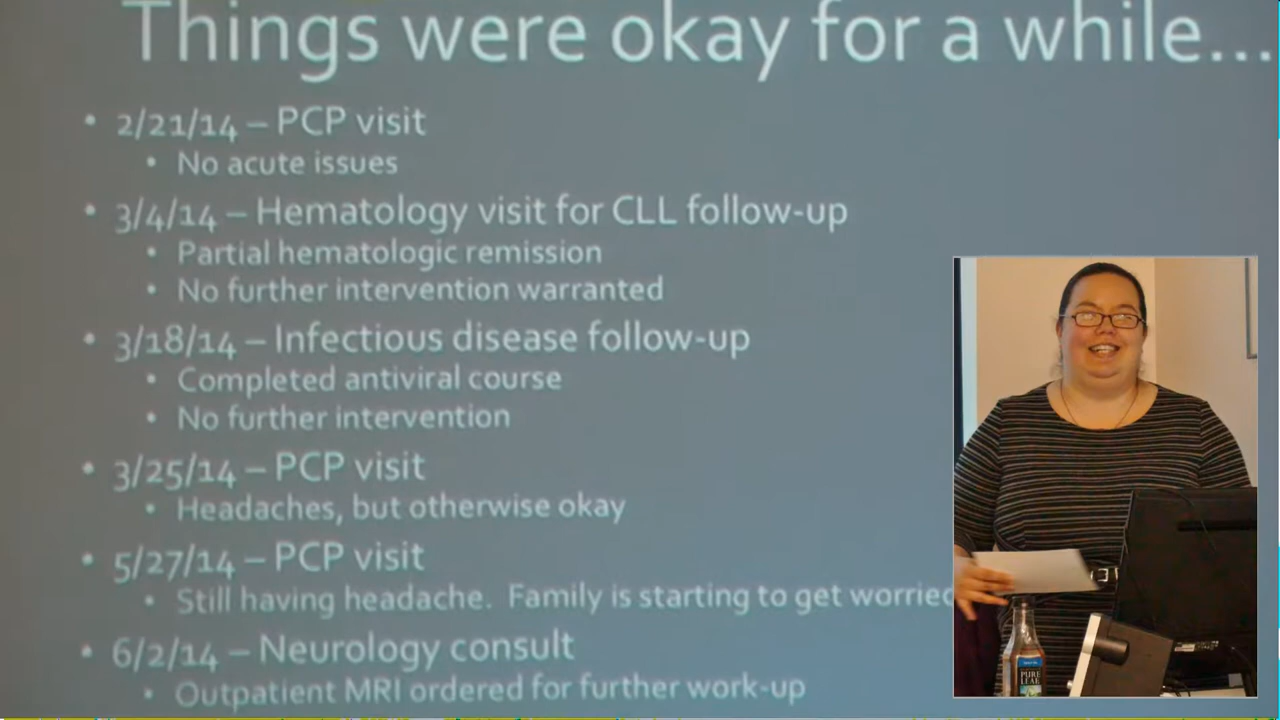 Things were okay for a while...
• 2/21/14 – PCP visit
• No acute issues
• 3/4/14 – Hematology visit for CLL follow-up
• Partial hematologic remission
• No further intervention warranted
• 3/18/14 – Infectious disease follow-up
• Completed antiviral course
• No further intervention
• 3/25/14 – PCP visit
• Headaches, but otherwise okay
• 5/27/14 – PCP visit
• Still having headache. Family is starting to get worried
• 6/2/14 – Neurology consult
• Outpatient MRI ordered for further work-up
PURE
LEAF